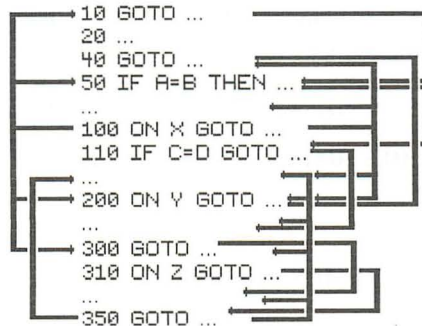 10 GOTO ...
20 ...
40 GOTO ...
50 IF A=B THEN ...
...
100 ON X GOTO ...
110 IF C=D GOTO ...
...
200 ON Y GOTO ...
...
300 GOTO ...
310 ON Z GOTO ...
...
350 GOTO ...